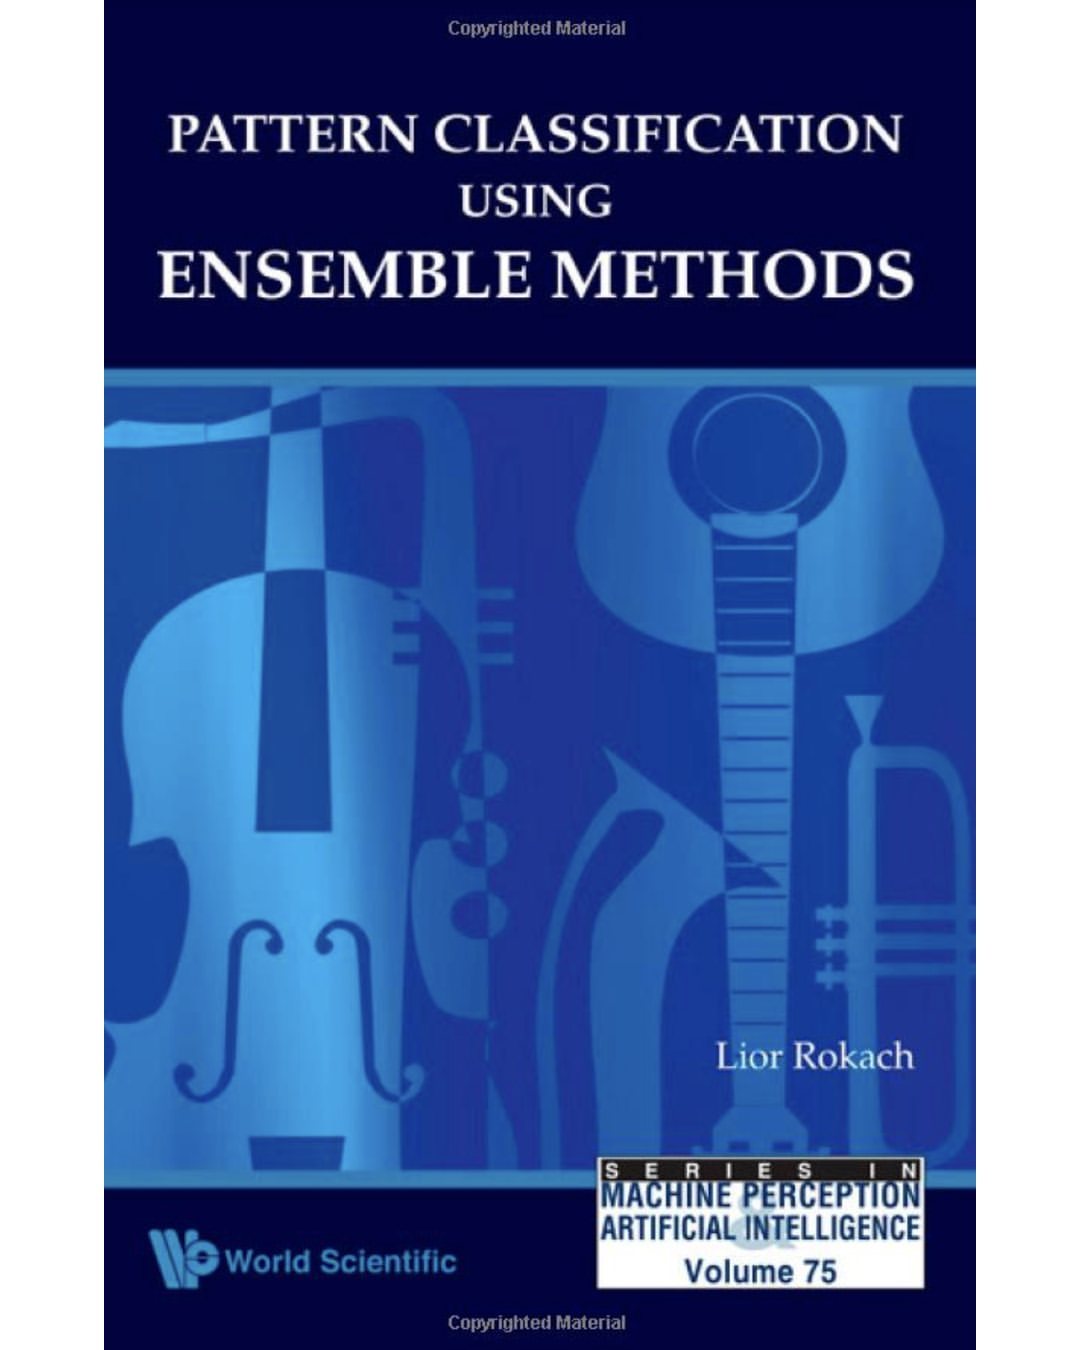 Copyrighted Material
PATTERN CLASSIFICATION
USING
ENSEMBLE METHODS
Lior Rokach
SERIES IN
MACHINE PERCEPTION
&
ARTIFICIAL INTELLIGENCE
Volume 75
World Scientific
Copyrighted Material